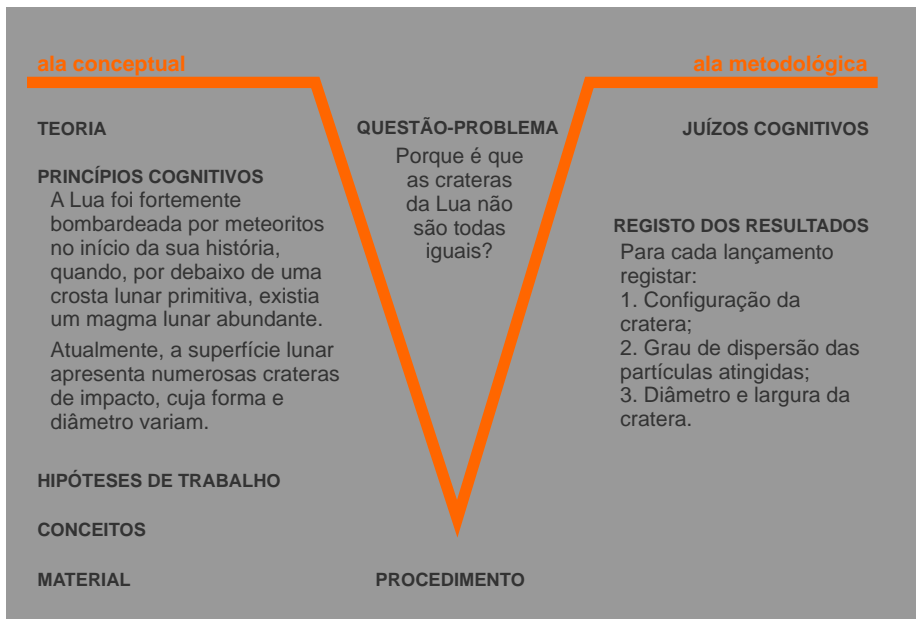 ala conceptual
TEORIA
PRINCÍPIOS COGNITIVOS
A Lua foi fortemente
bombardeada por meteoritos
no início da sua história,
quando, por debaixo de uma
crosta lunar primitiva, existia
um magma lunar abundante.
Atualmente, a superfície lunar
apresenta numerosas crateras
de impacto, cuja forma e
diâmetro variam.
HIPÓTESES DE TRABALHO
CONCEITOS
MATERIAL
QUESTÃO-PROBLEMA
Porque é que
as crateras
da Lua não
são todas
iguais?
PROCEDIMENTO
ala metodológica
JUÍZOS COGNITIVOS
REGISTO DOS RESULTADOS
Para cada lançamento
registar:
1. Configuração da
cratera;
2. Grau de dispersão das
partículas atingidas;
3. Diâmetro e largura da
cratera.